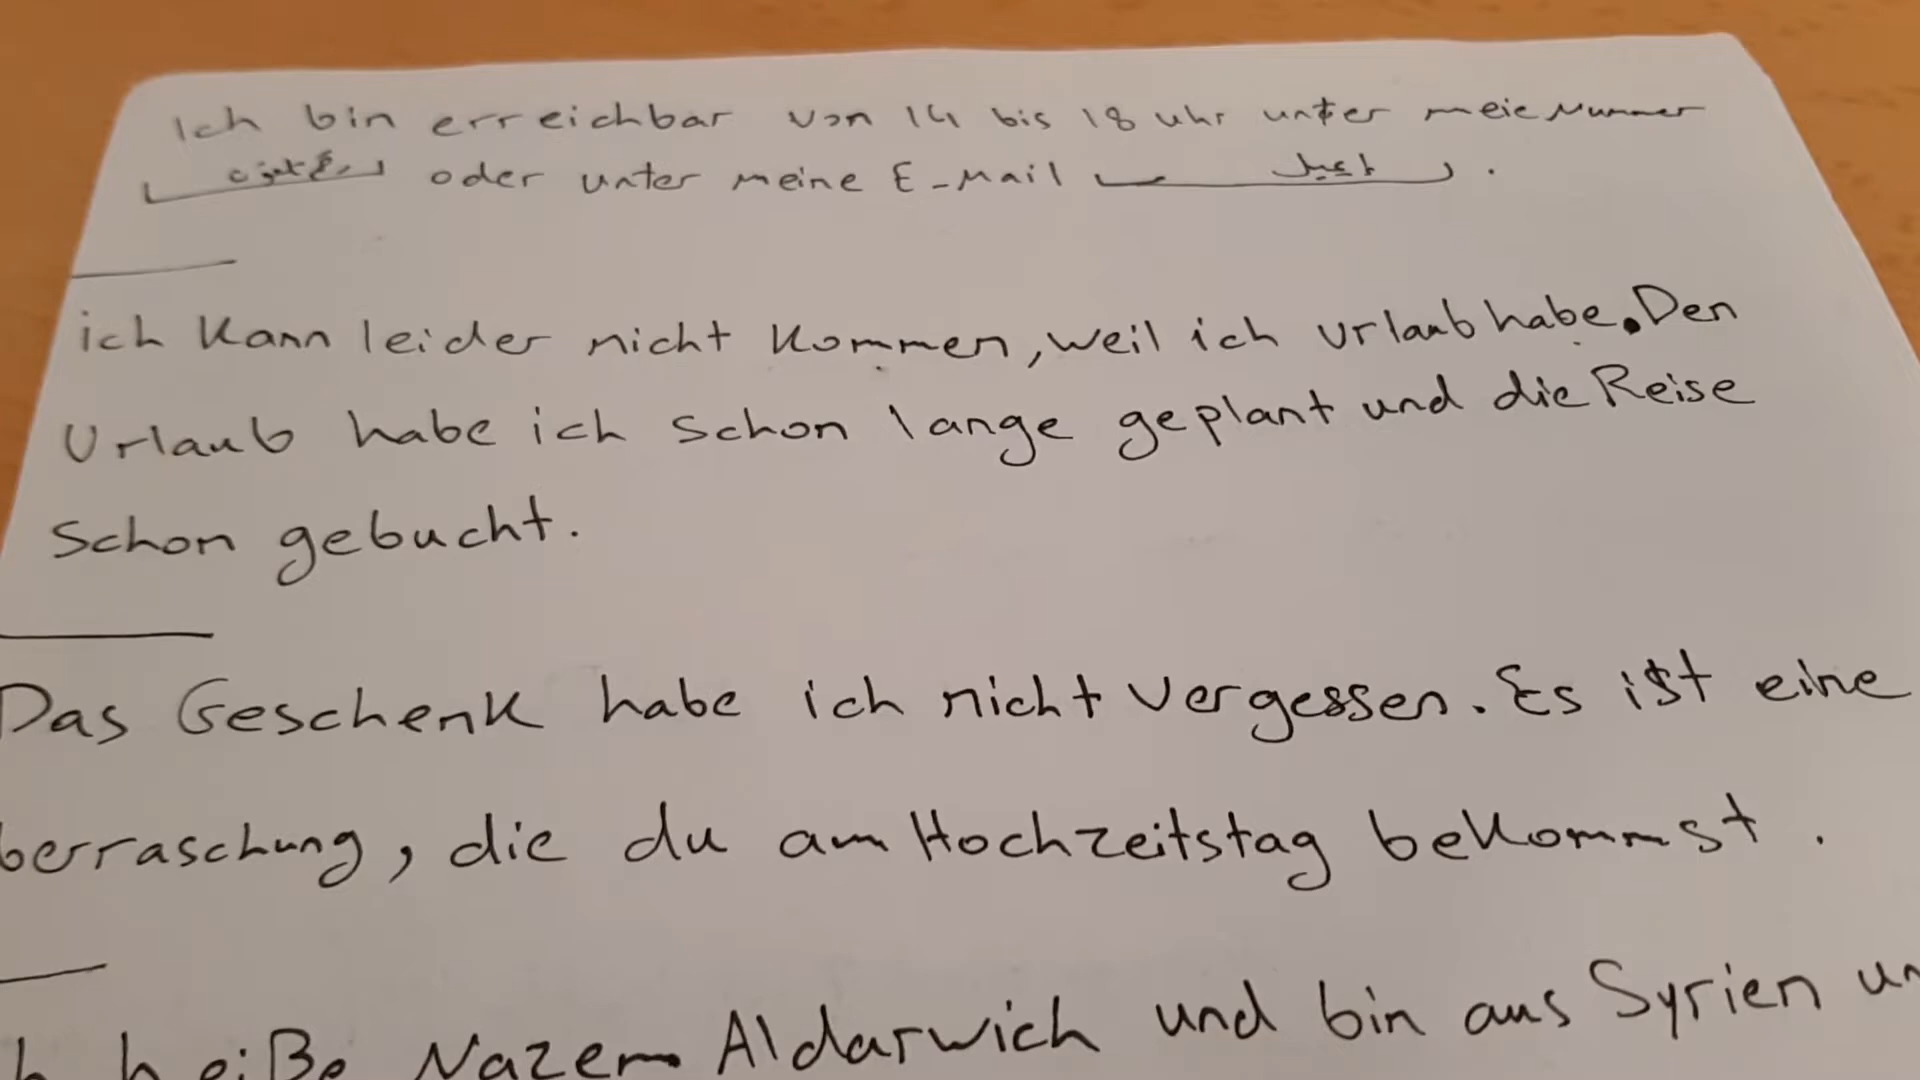 Ich bin erreichbar von 14 bis 18 uhr unter meie Nummer
oder unter meine E-Mail .
ich kann leider nicht kommen, weil ich urlaub habe. Den
Urlaub habe ich schon lange geplant und die Reise
schon gebucht.
Das Geschenk habe ich nicht vergessen. Es ist eine
berraschung, die du am Hochzeitstag bekommst.
h heiße Nazem Aldarwich und bin aus Syrien un